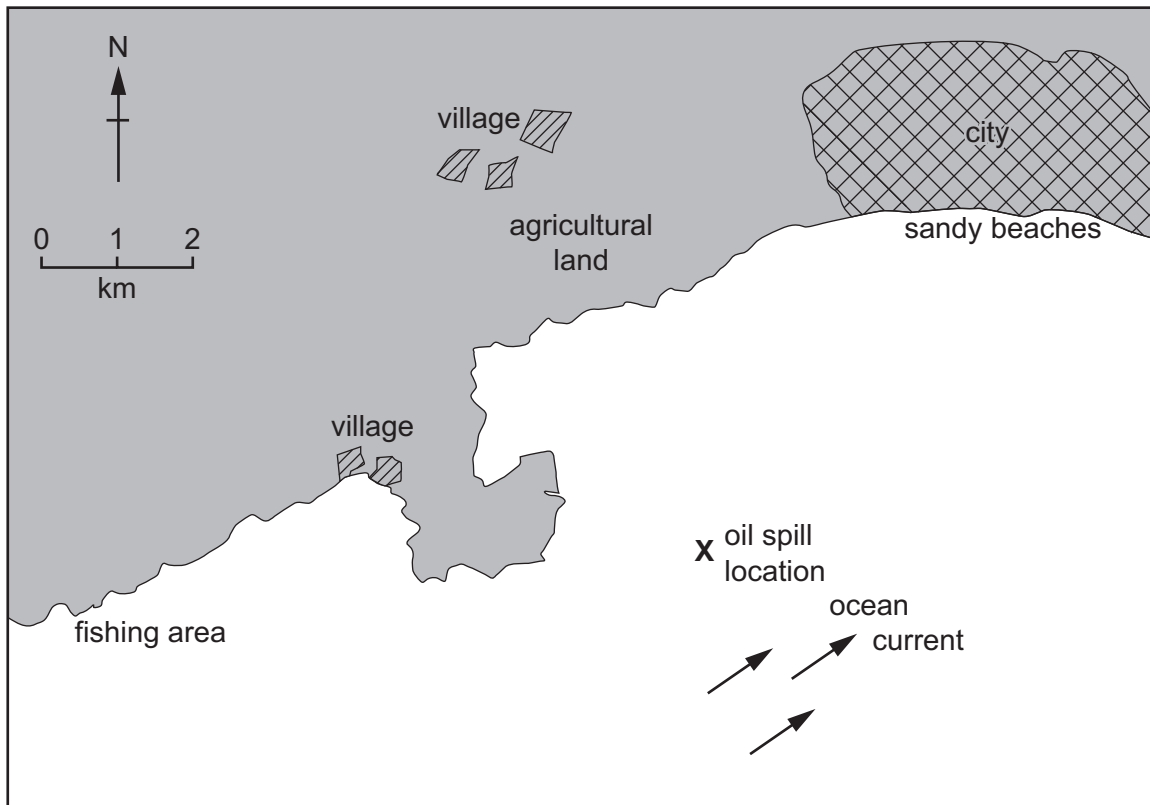 N
village
city
agricultural
land
sandy beaches
0 1 2
km
village
X oil spill
location
ocean
current
fishing area